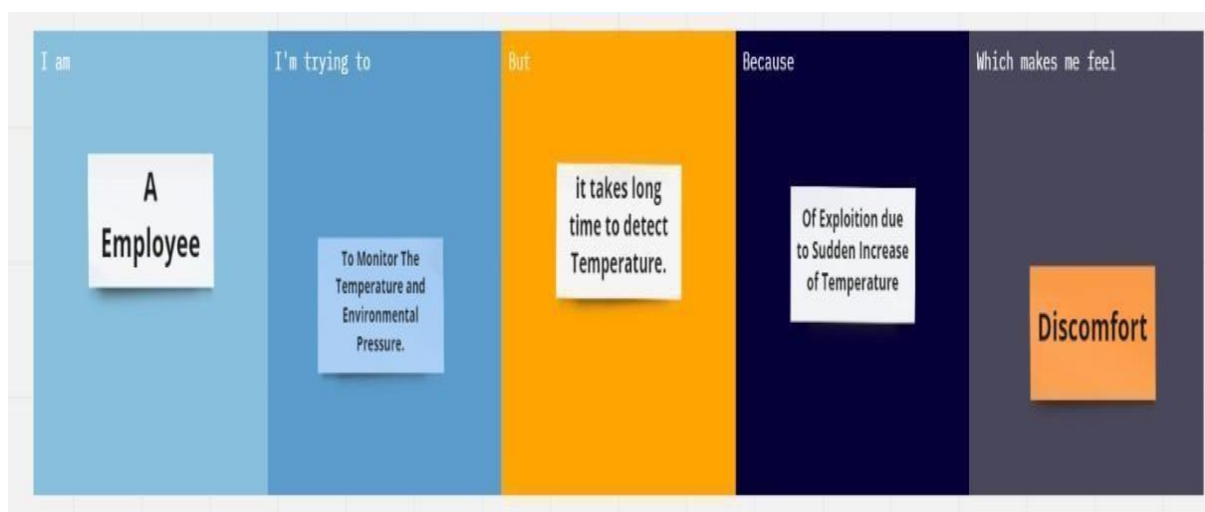 I am
A
Employee
I'm trying to
To Monitor The
Temperature and
Environmental
Pressure.
But
it takes long
time to detect
Temperature.
Because
Of Exploition due
to Sudden Increase
of Temperature
Which makes me feel
Discomfort